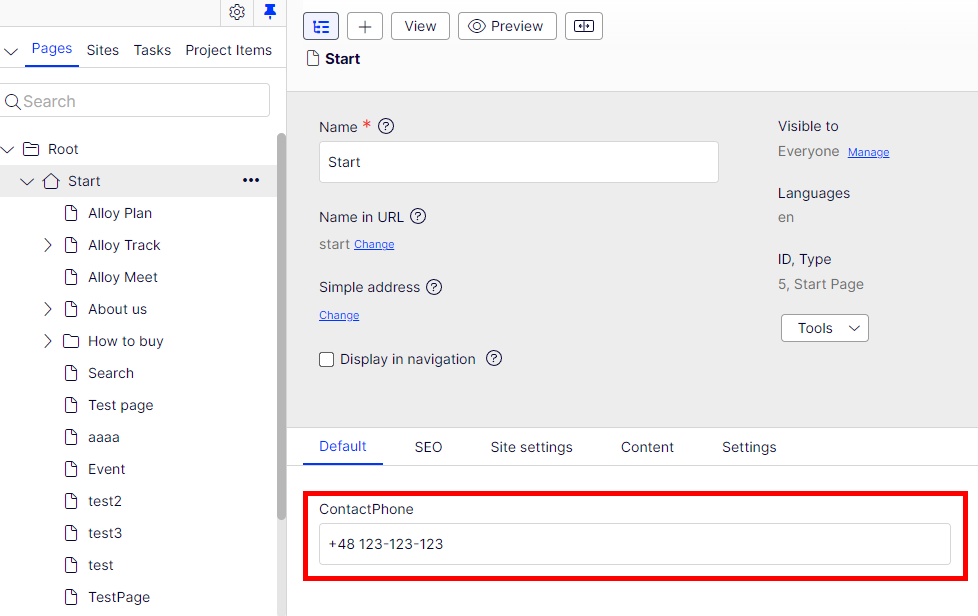 Pages Sites Tasks Project Items
Search
Root
Start
Alloy Plan
Alloy Track
Alloy Meet
About us
How to buy
Search
Test page
aaaa
Event
test2
test3
test
TestPage
View Preview
Start
Name * ?
Start
Name in URL ?
start Change
Simple address ?
Change
Display in navigation ?
Visible to
Everyone Manage
Languages
en
ID, Type
5, Start Page
Tools
Default SEO Site settings Content Settings
ContactPhone
+48 123-123-123